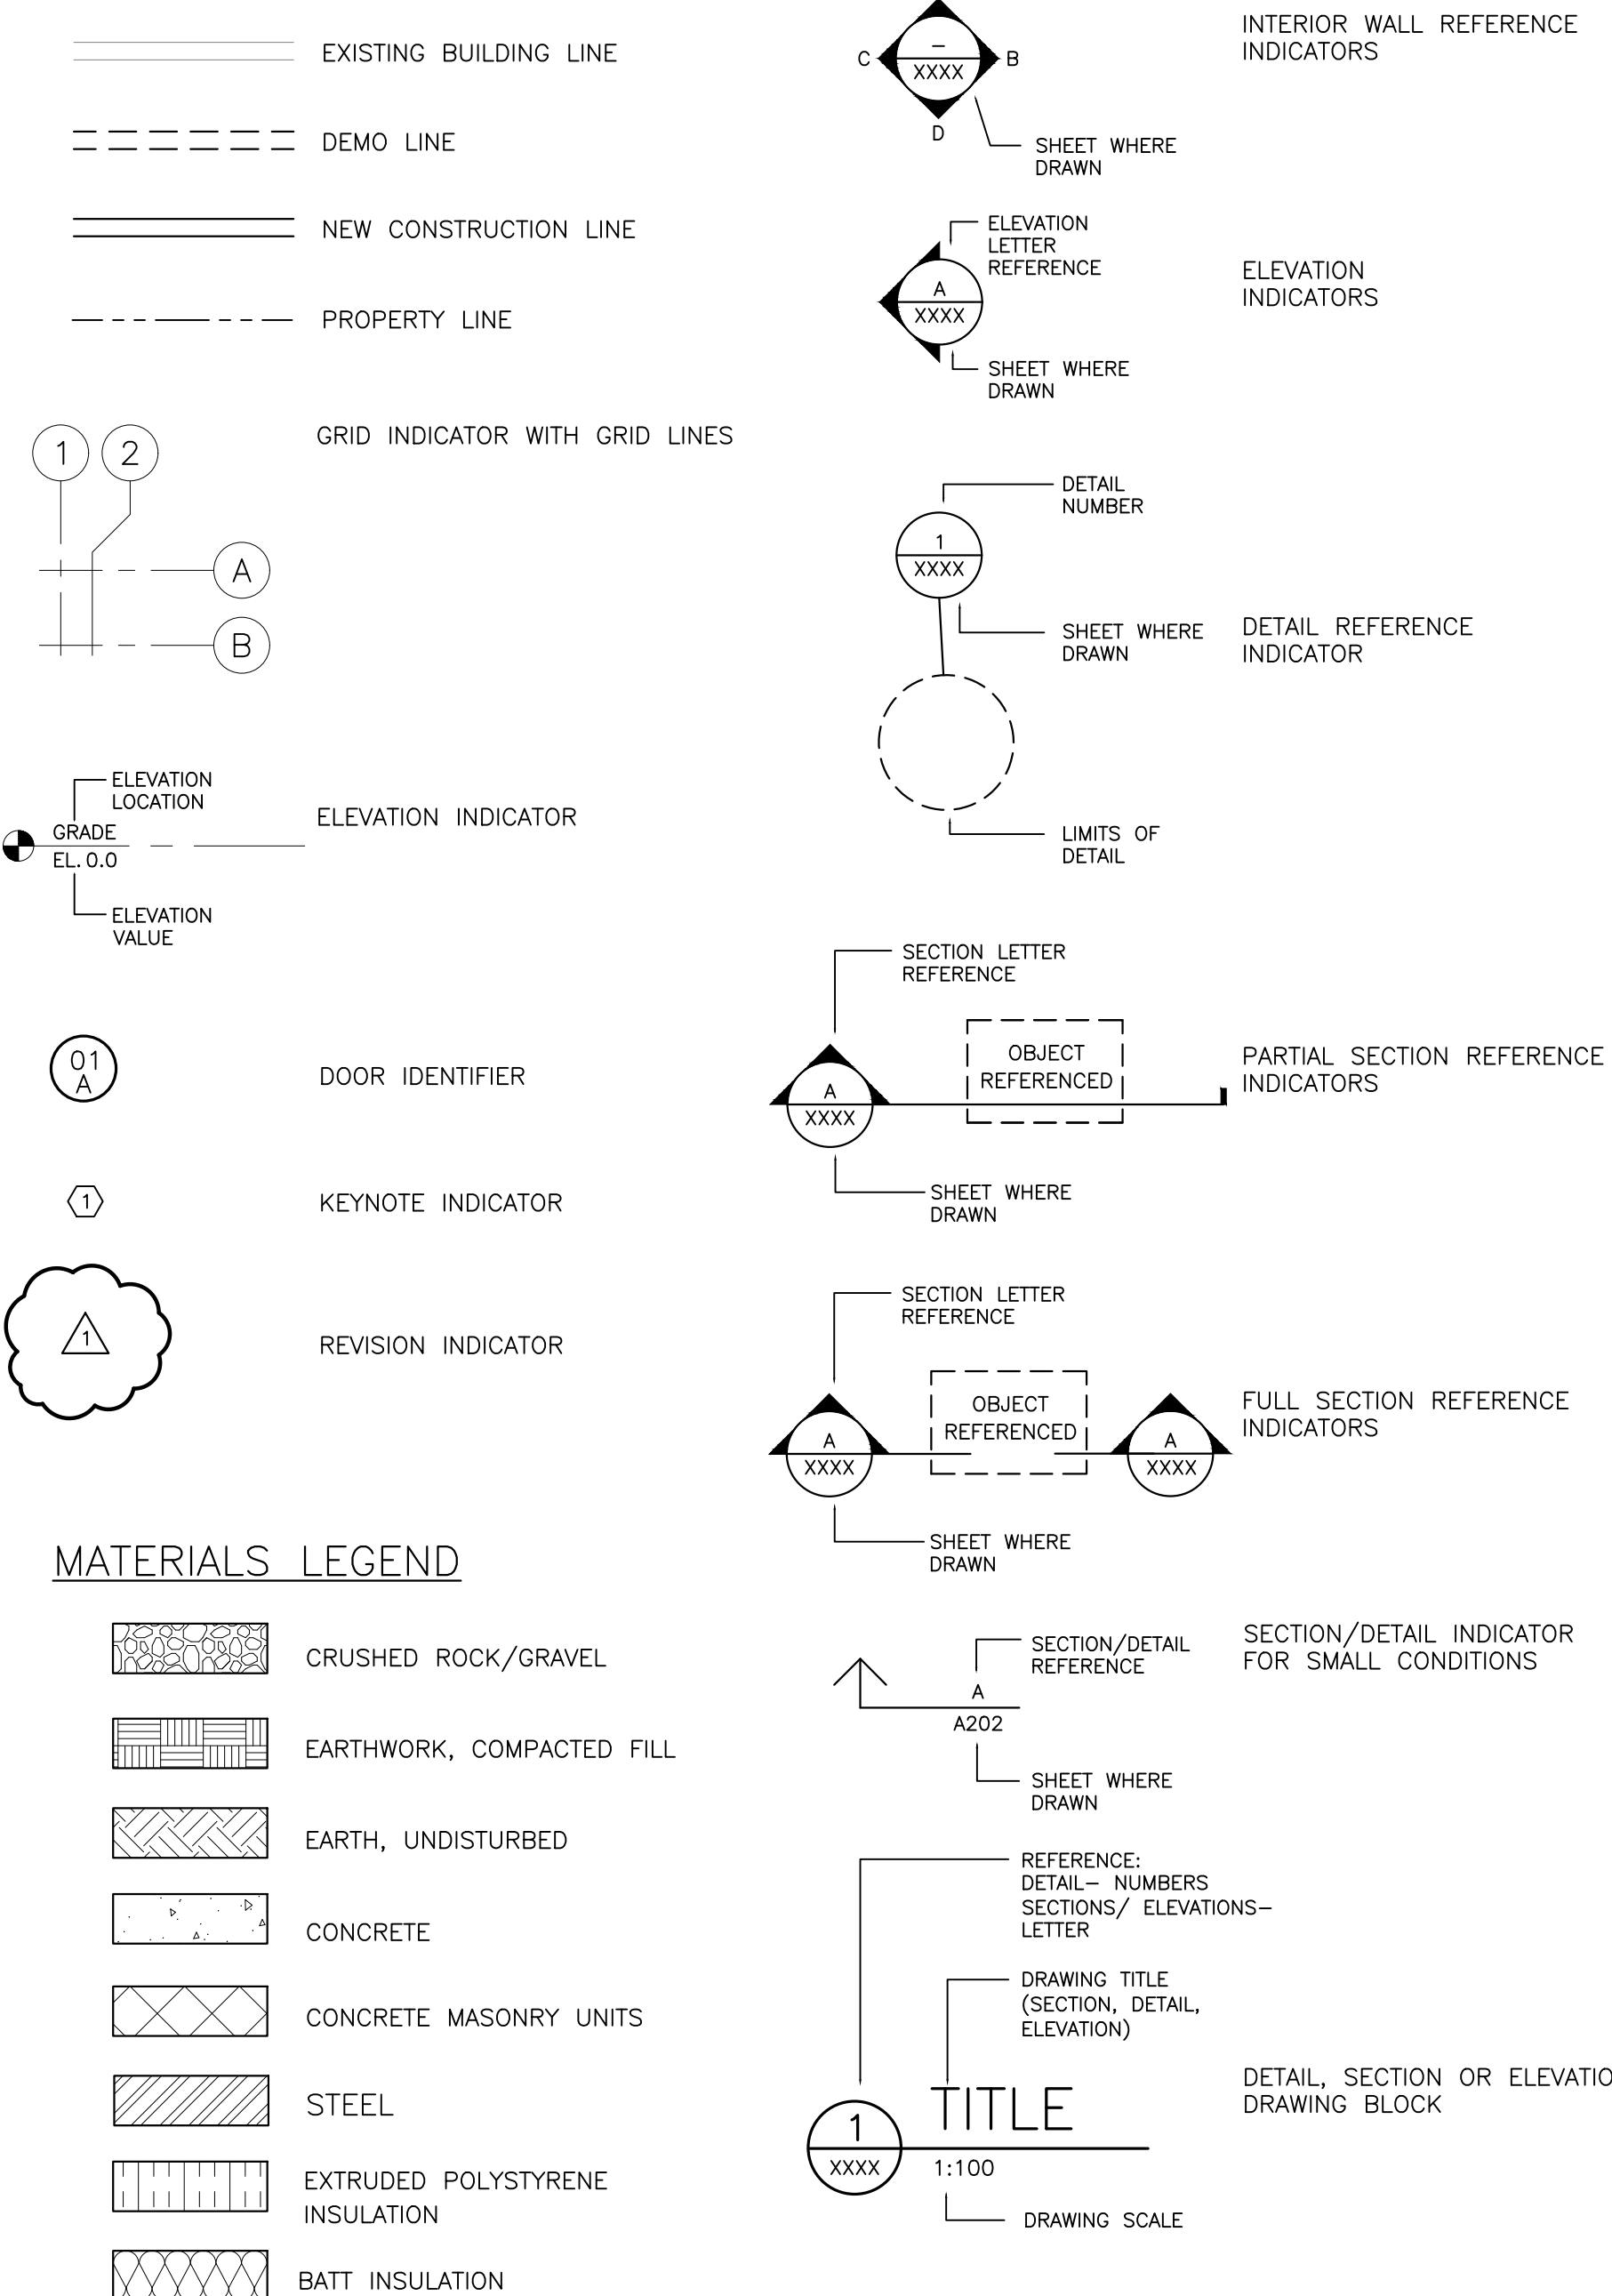 EXISTING BUILDING LINE
DEMO LINE
NEW CONSTRUCTION LINE
PROPERTY LINE
1 2
GRID INDICATOR WITH GRID LINES
A
B
ELEVATION
LOCATION
GRADE
EL. 0.0
ELEVATION INDICATOR
ELEVATION
VALUE
01
A
DOOR IDENTIFIER
1
KEYNOTE INDICATOR
1
REVISION INDICATOR
MATERIALS LEGEND
CRUSHED ROCK/GRAVEL
EARTHWORK, COMPACTED FILL
EARTH, UNDISTURBED
CONCRETE
CONCRETE MASONRY UNITS
STEEL
EXTRUDED POLYSTYRENE
INSULATION
BATT INSULATION
–
C XXXX B
D
SHEET WHERE
DRAWN
INTERIOR WALL REFERENCE
INDICATORS
ELEVATION
LETTER
REFERENCE
A
XXXX
SHEET WHERE
DRAWN
ELEVATION
INDICATORS
DETAIL
NUMBER
1
XXXX
SHEET WHERE
DRAWN
DETAIL REFERENCE
INDICATOR
LIMITS OF
DETAIL
SECTION LETTER
REFERENCE
OBJECT
REFERENCED
A
XXXX
SHEET WHERE
DRAWN
PARTIAL SECTION REFERENCE
INDICATORS
SECTION LETTER
REFERENCE
OBJECT
REFERENCED
A
XXXX
A
XXXX
SHEET WHERE
DRAWN
FULL SECTION REFERENCE
INDICATORS
SECTION/DETAIL
REFERENCE
A
A202
SHEET WHERE
DRAWN
SECTION/DETAIL INDICATOR
FOR SMALL CONDITIONS
REFERENCE:
DETAIL– NUMBERS
SECTIONS/ ELEVATIONS–
LETTER
DRAWING TITLE
(SECTION, DETAIL,
ELEVATION)
1
XXXX
TITLE
1:100
DRAWING SCALE
DETAIL, SECTION OR ELEVATIO
DRAWING BLOCK